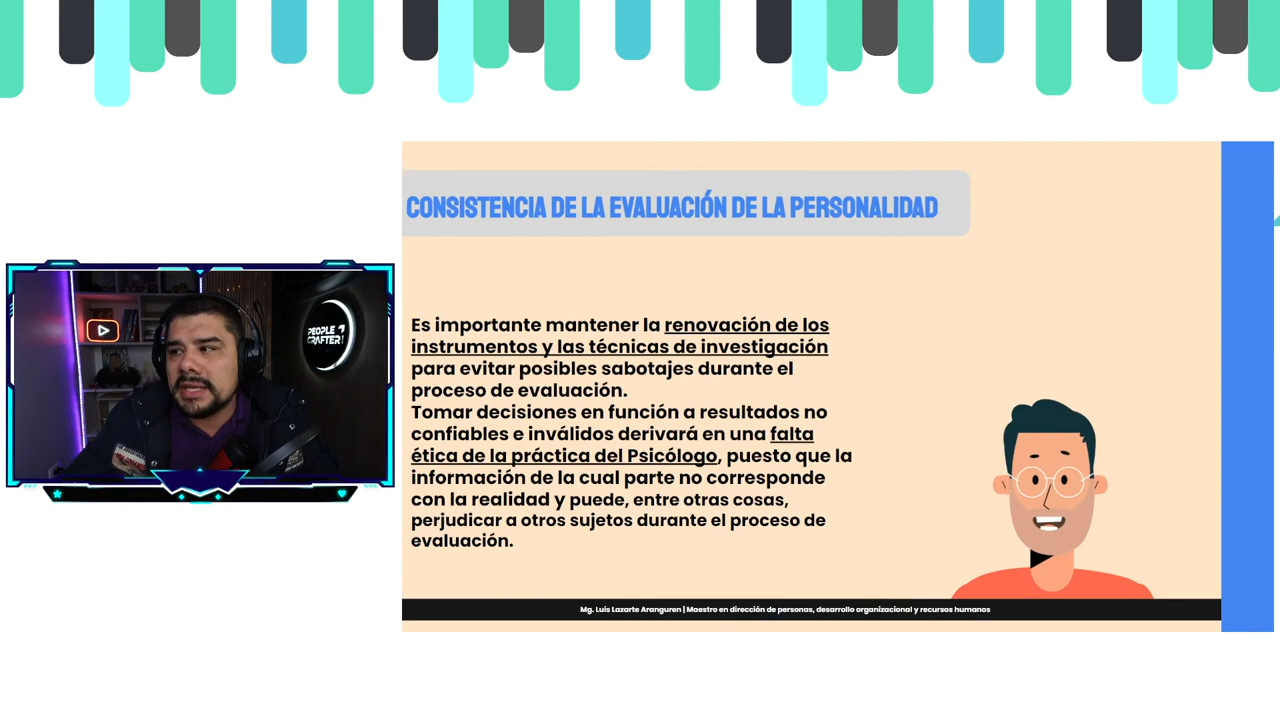 CONSISTENCIA DE LA EVALUACIÓN DE LA PERSONALIDAD
Es importante mantener la renovación de los
instrumentos y las técnicas de investigación
para evitar posibles sabotajes durante el
proceso de evaluación.
Tomar decisiones en función a resultados no
confiables e inválidos derivará en una falta
ética de la práctica del Psicólogo, puesto que la
información de la cual parte no corresponde
con la realidad y puede, entre otras cosas,
perjudicar a otros sujetos durante el proceso de
evaluación.
PEOPLE
CRAFTER
Mg. Luis Lazarte Aranguren | Maestro en dirección de personas, desarrollo organizacional y recursos humanos